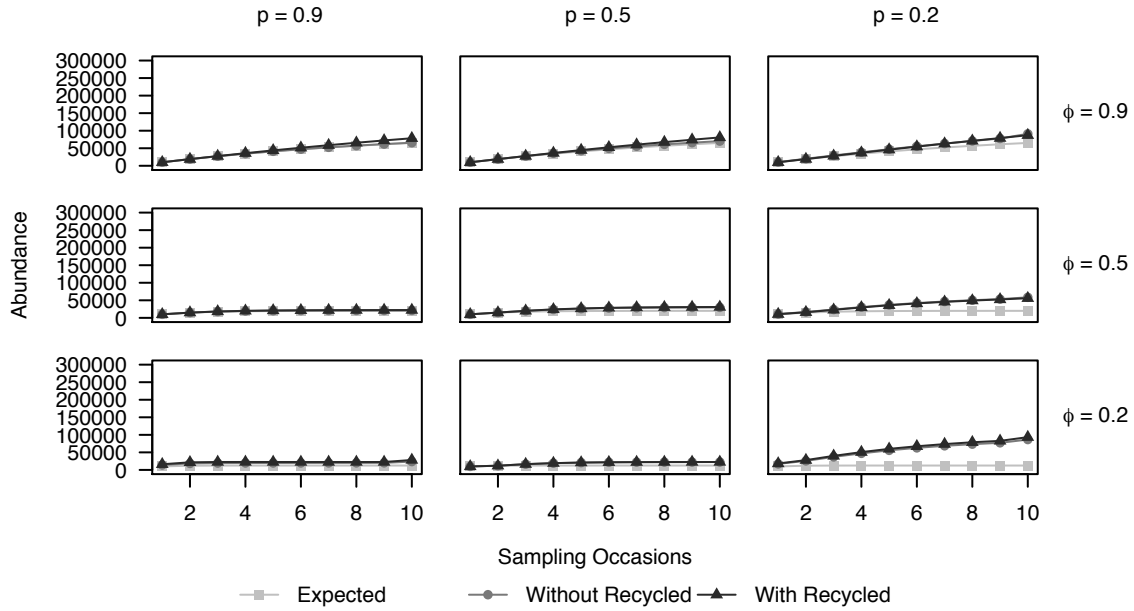 p = 0.9 p = 0.5 p = 0.2
300000
250000
200000
150000
100000
50000
0
ϕ = 0.9
300000
250000
200000
150000
100000
50000
0
ϕ = 0.5
300000
250000
200000
150000
100000
50000
0
ϕ = 0.2
Abundance
2 4 6 8 10 2 4 6 8 10 2 4 6 8 10
Sampling Occasions
Expected Without Recycled With Recycled